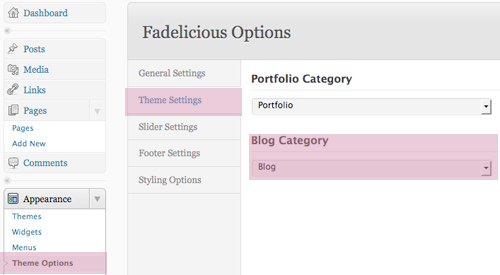 Dashboard
Posts
Media
Links
Pages
Pages
Add New
Comments
Appearance
Themes
Widgets
Menus
Theme Options
Fadelicious Options
General Settings
Theme Settings
Slider Settings
Footer Settings
Styling Options
Portfolio Category
Portfolio
Blog Category
Blog